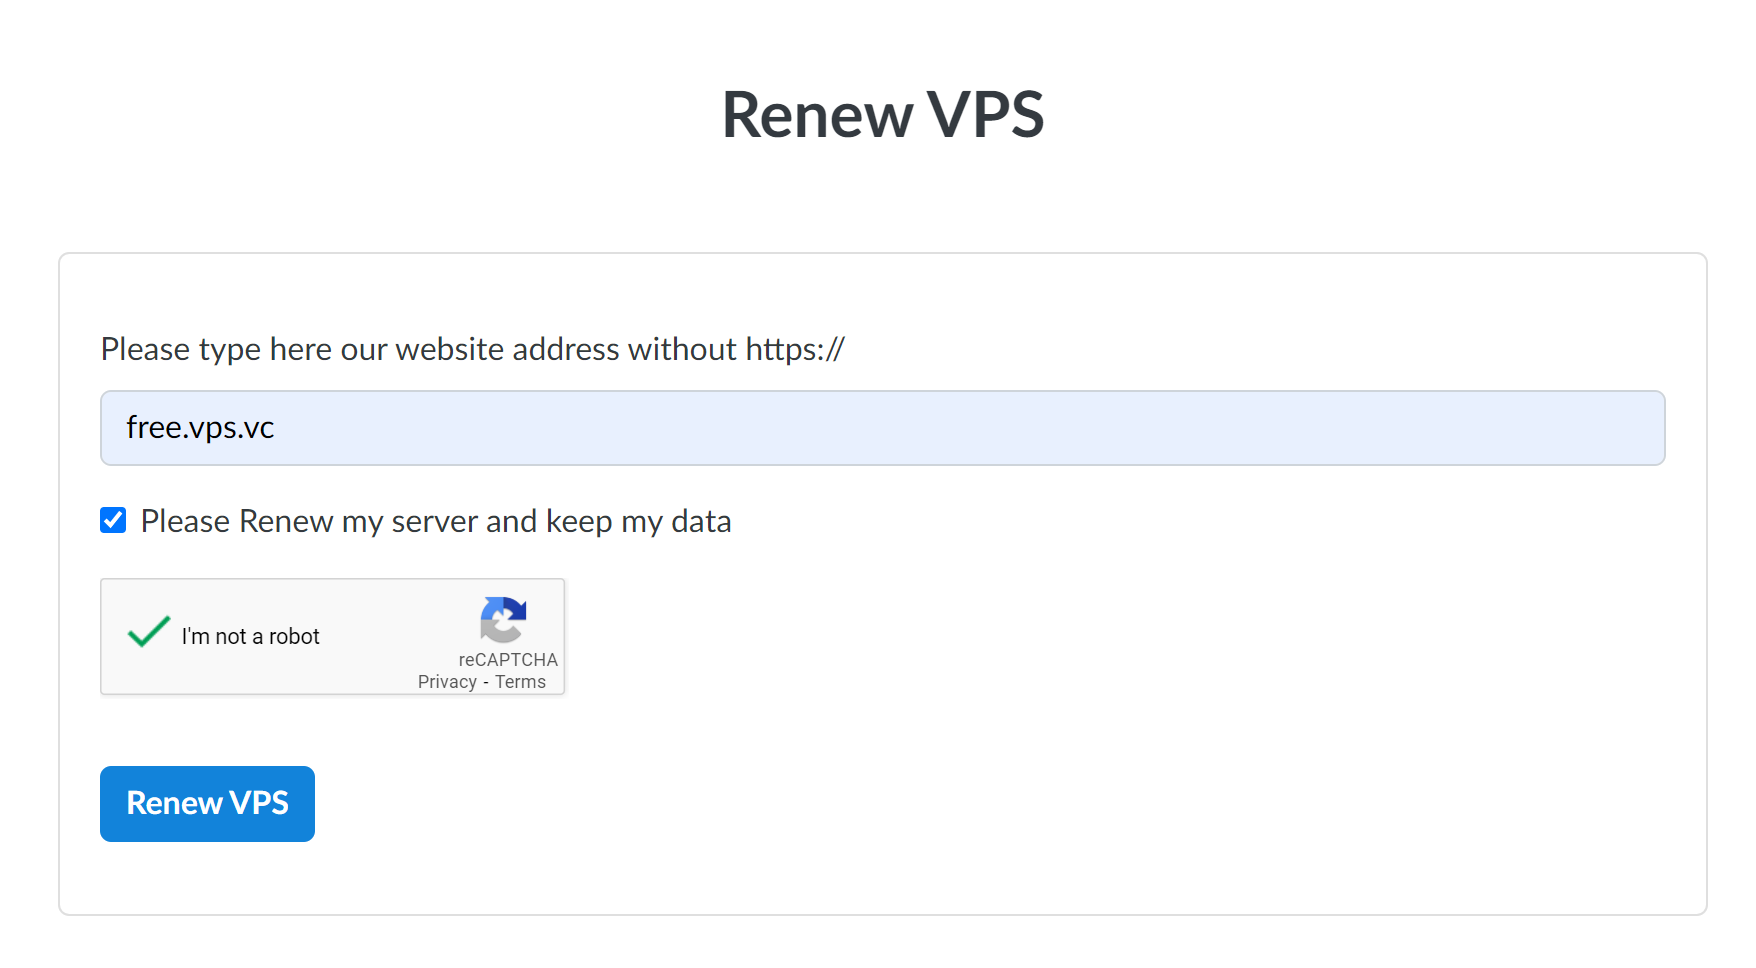 Renew VPS
Please type here our website address without https://
free.vps.vc
Please Renew my server and keep my data
I'm not a robot
reCAPTCHA
Privacy - Terms
Renew VPS